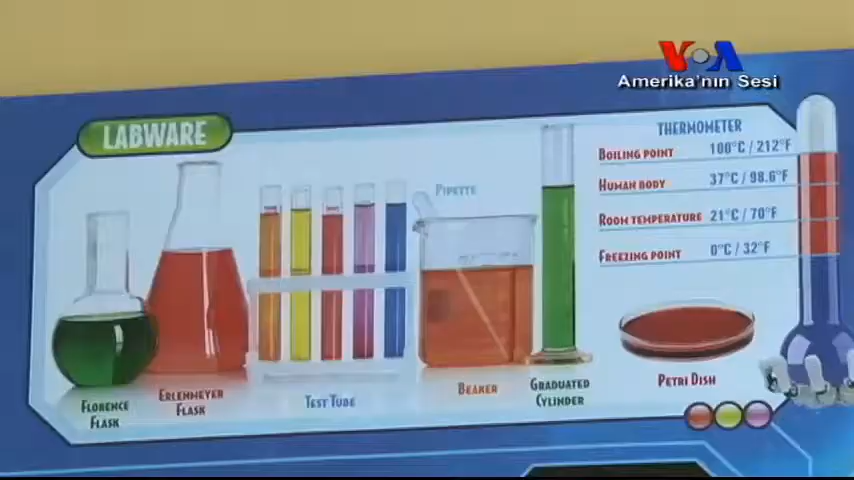 VOA
Amerika'nın Sesi
LABWARE
THERMOMETER
BOILING POINT 100°C / 212°F
HUMAN BODY 37°C / 98.6°F
ROOM TEMPERATURE 21°C / 70°F
FREEZING POINT 0°C / 32°F
PIPETTE
FLORENCE
FLASK
ERLENMEYER
FLASK
TEST TUBE
BEAKER
GRADUATED
CYLINDER
PETRI DISH